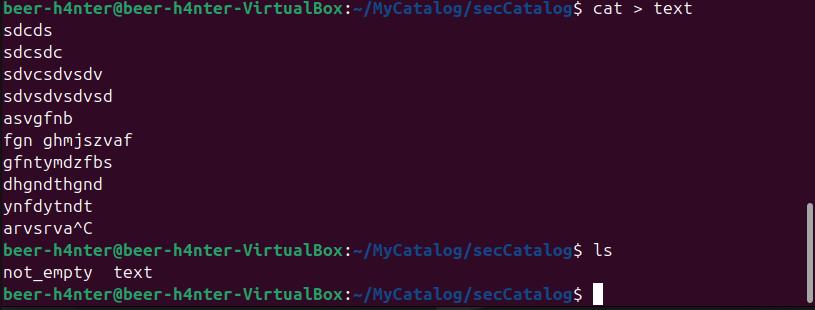 beer-h4nter@beer-h4nter-VirtualBox:~/MyCatalog/secCatalog$ cat > text
sdcds
sdcsdc
sdvcsdvsdv
sdvsdvsdvsd
asvgfnb
fgn ghmjszvaf
gfntymdzfbs
dhgndthgnd
ynfdytndt
arvsrva^C
beer-h4nter@beer-h4nter-VirtualBox:~/MyCatalog/secCatalog$ ls
not_empty  text
beer-h4nter@beer-h4nter-VirtualBox:~/MyCatalog/secCatalog$